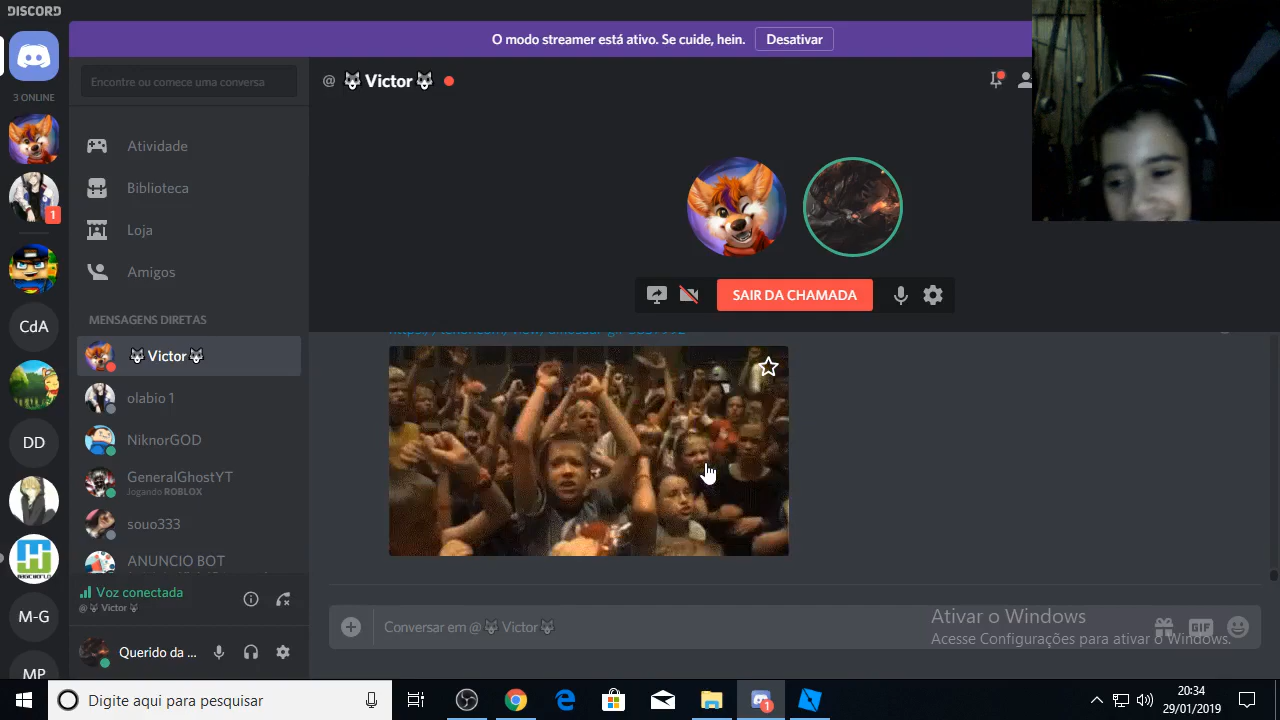 DISCORD
O modo streamer está ativo. Se cuide, hein.
Desativar
Encontre ou comece uma conversa
@ Victor
3 ONLINE
Atividade
Biblioteca
Loja
Amigos
SAIR DA CHAMADA
MENSAGENS DIRETAS
Victor
olabio 1
NiknorGOD
GeneralGhostYT
Jogando ROBLOX
souo333
ANUNCIO BOT
1
CdA
DD
M-G
MP
Voz conectada
@ Victor
Querido da ...
Conversar em @ Victor
GIF
Ativar o Windows
Acesse Configurações para ativar o Windows.
Digite aqui para pesquisar
1
20:34
29/01/2019